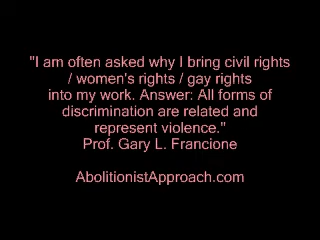 "I am often asked why I bring civil rights
/ women's rights / gay rights
into my work. Answer: All forms of
discrimination are related and
represent violence."
Prof. Gary L. Francione
AbolitionistApproach.com